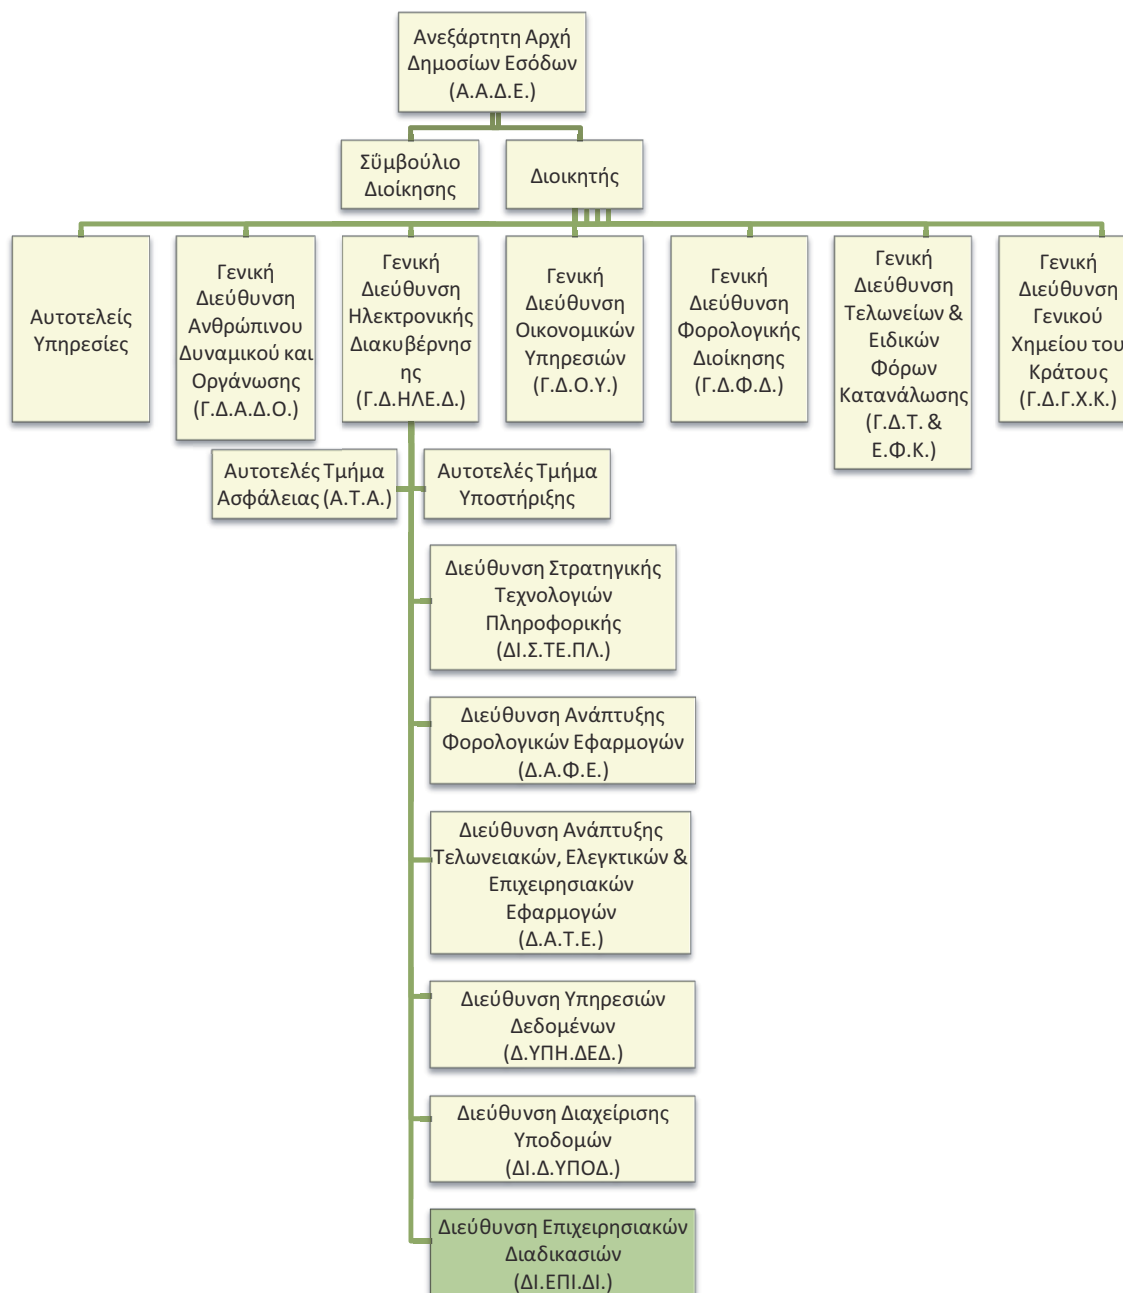 Ανεξάρτητη Αρχή
Δημοσίων Εσόδων
(Α.Α.Δ.Ε.)
Σΰμβούλιο
Διοίκησης
Διοικητής
Αυτοτελείς
Υπηρεσίες
Γενική
Διεύθυνση
Ανθρώπινου
Δυναμικού και
Οργάνωσης
(Γ.Δ.Α.Δ.Ο.)
Γενική
Διεύθυνση
Ηλεκτρονικής
Διακυβέρνησ
ης
(Γ.Δ.ΗΛΕ.Δ.)
Γενική
Διεύθυνση
Οικονομικών
Υπηρεσιών
(Γ.Δ.Ο.Υ.)
Γενική
Διεύθυνση
Φορολογικής
Διοίκησης
(Γ.Δ.Φ.Δ.)
Γενική
Διεύθυνση
Τελωνείων &
Ειδικών
Φόρων
Κατανάλωσης
(Γ.Δ.Τ. &
Ε.Φ.Κ.)
Γενική
Διεύθυνση
Γενικού
Χημείου του
Κράτους
(Γ.Δ.Γ.Χ.Κ.)
Αυτοτελές Τμήμα
Ασφάλειας (Α.Τ.Α.)
Αυτοτελές Τμήμα
Υποστήριξης
Διεύθυνση Στρατηγικής
Τεχνολογιών
Πληροφορικής
(ΔΙ.Σ.ΤΕ.ΠΛ.)
Διεύθυνση Ανάπτυξης
Φορολογικών Εφαρμογών
(Δ.Α.Φ.Ε.)
Διεύθυνση Ανάπτυξης
Τελωνειακών, Ελεγκτικών &
Επιχειρησιακών
Εφαρμογών
(Δ.Α.Τ.Ε.)
Διεύθυνση Υπηρεσιών
Δεδομένων
(Δ.ΥΠΗ.ΔΕΔ.)
Διεύθυνση Διαχείρισης
Υποδομών
(ΔΙ.Δ.ΥΠΟΔ.)
Διεύθυνση Επιχειρησιακών
Διαδικασιών
(ΔΙ.ΕΠΙ.ΔΙ.)